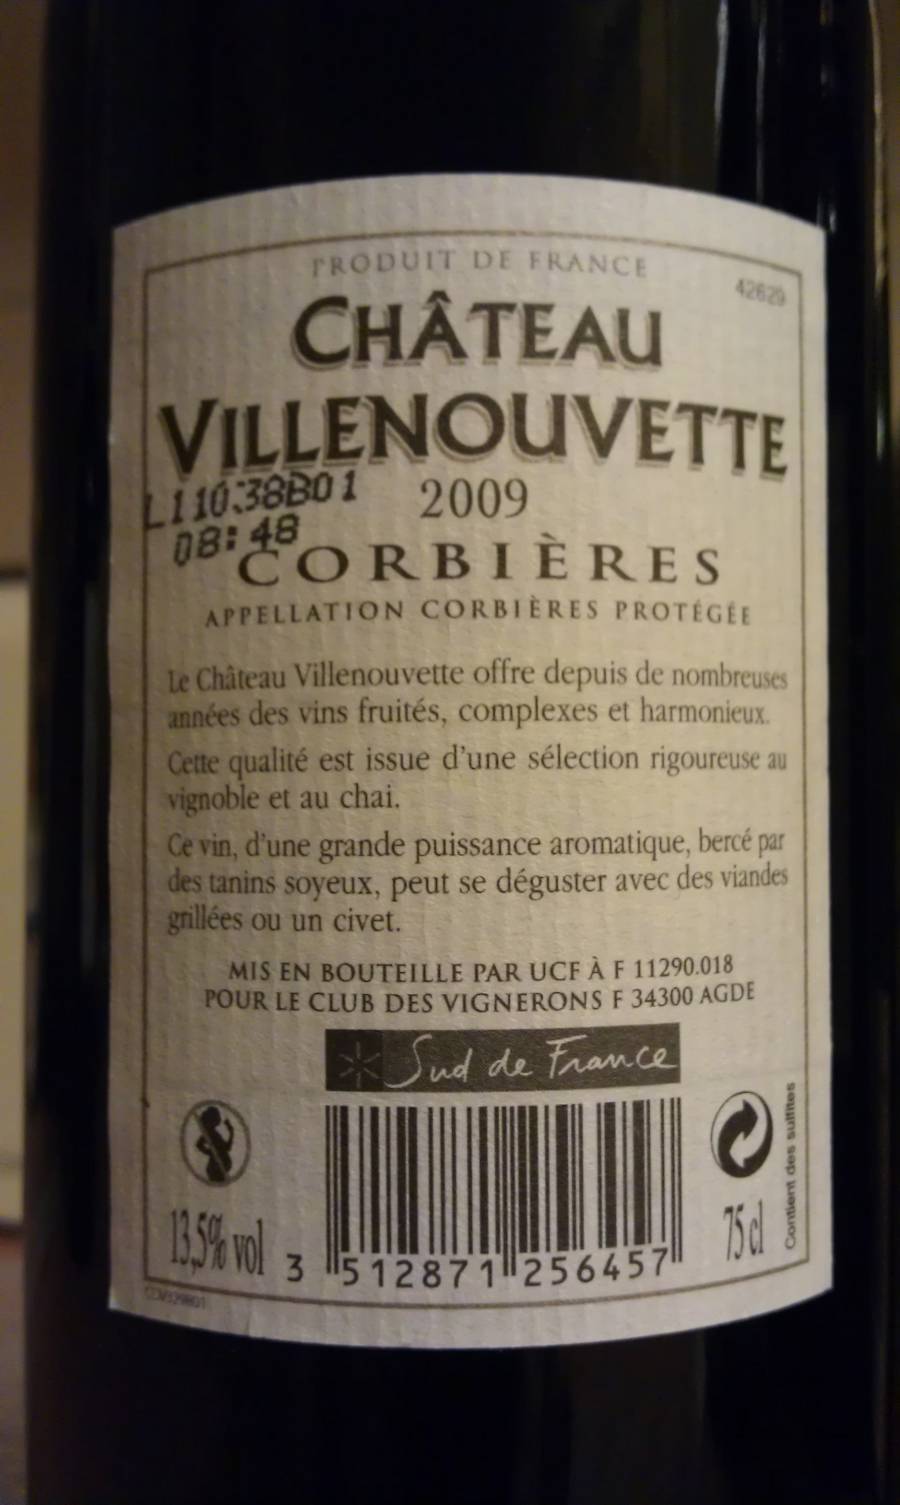 PRODUIT DE FRANCE
42629
CHÂTEAU
VILLENOUVETTE
L11038B01
2009
08:48
CORBIÈRES
APPELLATION CORBIÈRES PROTÉGÉE
Le Château Villenouvette offre depuis de nombreuses
années des vins fruités, complexes et harmonieux.
Cette qualité est issue d'une sélection rigoureuse au
vignoble et au chai.
Ce vin, d'une grande puissance aromatique, bercé par
des tanins soyeux, peut se déguster avec des viandes
grillées ou un civet.
MIS EN BOUTEILLE PAR UCF À F 11290.018
POUR LE CLUB DES VIGNERONS F 34300 AGDE
Sud de France
Contient des sulfites
13,5% vol
75 cl
3 512871 256457